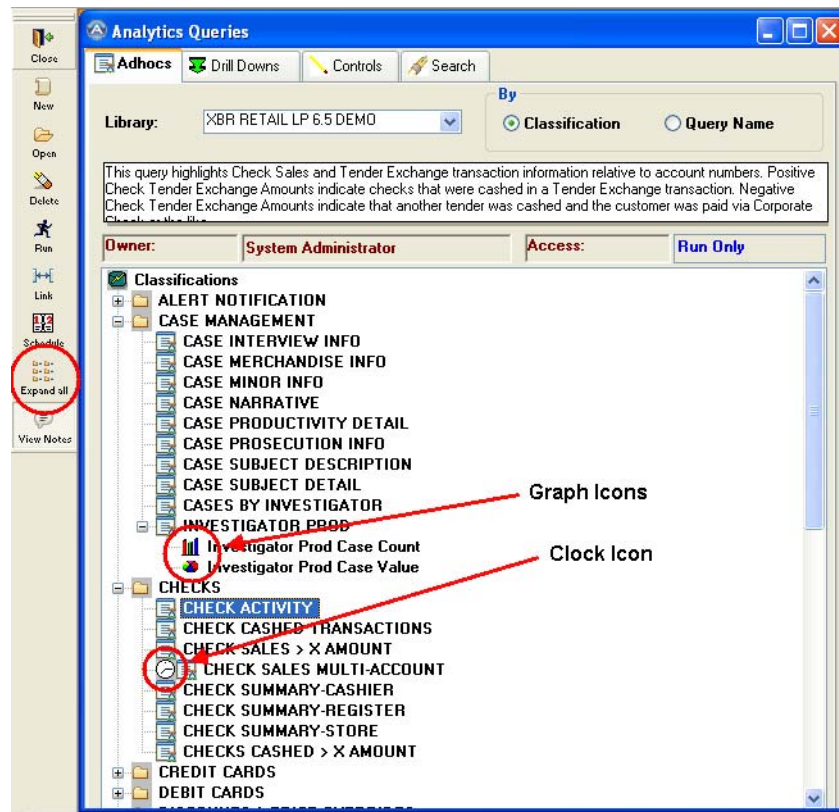 Analytics Queries
Close
New
Open
Delete
Run
Link
Schedule
Expand all
View Notes
Adhocs Drill Downs Controls Search
Library: XBR RETAIL LP 6.5 DEMO
By
Classification Query Name
This query highlights Check Sales and Tender Exchange transaction information relative to account numbers. Positive
Check Tender Exchange Amounts indicate checks that were cashed in a Tender Exchange transaction. Negative
Check Tender Exchange Amounts indicate that another tender was cashed and the customer was paid via Corporate
Check or the like
Owner: System Administrator Access: Run Only
Classifications
ALERT NOTIFICATION
CASE MANAGEMENT
CASE INTERVIEW INFO
CASE MERCHANDISE INFO
CASE MINOR INFO
CASE NARRATIVE
CASE PRODUCTIVITY DETAIL
CASE PROSECUTION INFO
CASE SUBJECT DESCRIPTION
CASE SUBJECT DETAIL
CASES BY INVESTIGATOR
INVESTIGATOR PROD
Investigator Prod Case Count
Investigator Prod Case Value
Graph Icons
Clock Icon
CHECKS
CHECK ACTIVITY
CHECK CASHED TRANSACTIONS
CHECK SALES > X AMOUNT
CHECK SALES MULTI-ACCOUNT
CHECK SUMMARY-CASHIER
CHECK SUMMARY-REGISTER
CHECK SUMMARY-STORE
CHECKS CASHED > X AMOUNT
CREDIT CARDS
DEBIT CARDS